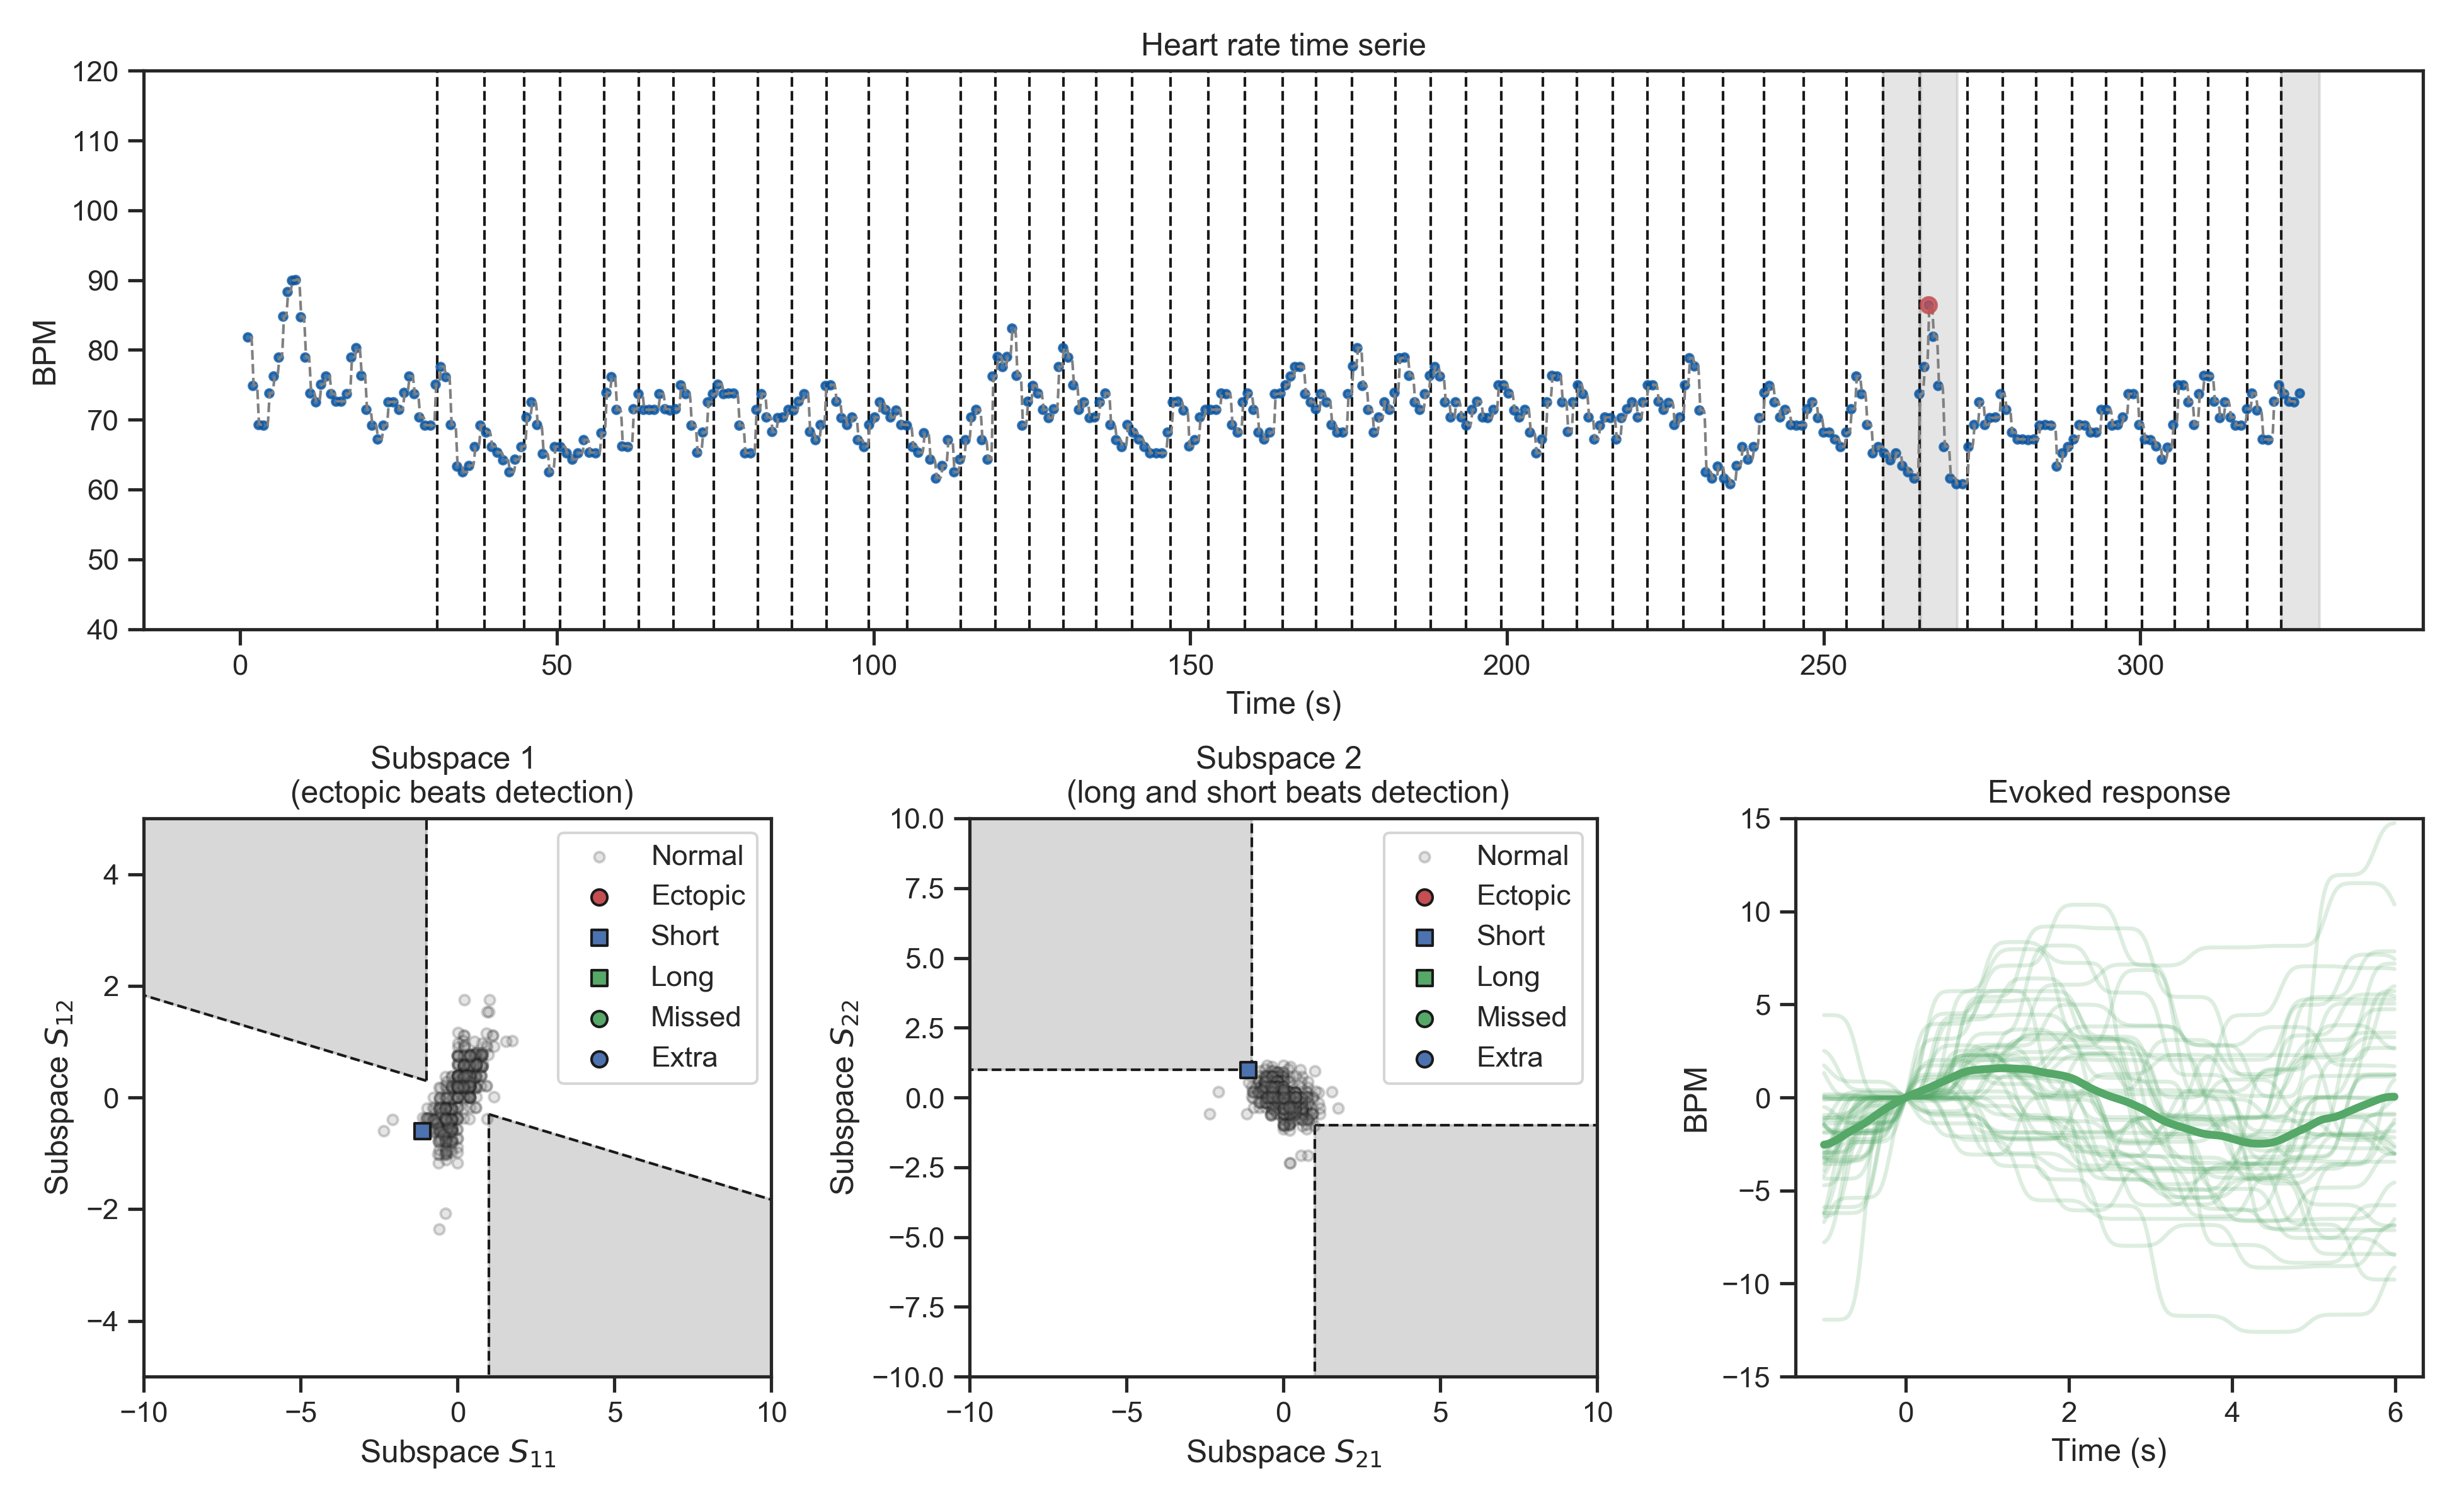 Heart rate time serie
120
110
100
90
80
70
60
50
40
BPM
0 50 100 150 200 250 300
Time (s)
Subspace 1
(ectopic beats detection)
4
2
0
−2
−4
Subspace S12
Normal
Ectopic
Short
Long
Missed
Extra
−10 −5 0 5 10
Subspace S11
Subspace 2
(long and short beats detection)
10.0
7.5
5.0
2.5
0.0
−2.5
−5.0
−7.5
−10.0
Subspace S22
Normal
Ectopic
Short
Long
Missed
Extra
−10 −5 0 5 10
Subspace S21
Evoked response
15
10
5
0
−5
−10
−15
BPM
0 2 4 6
Time (s)